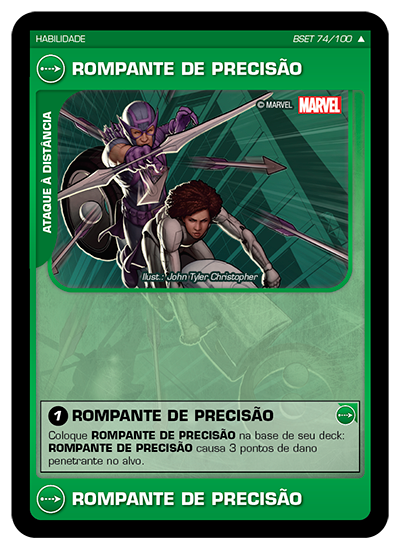 HABILIDADE
BSET 74/100 ▲
ROMPANTE DE PRECISÃO
ATAQUE À DISTÂNCIA
© MARVEL MARVEL
Ilust.: John Tyler Christopher
1 ROMPANTE DE PRECISÃO
Coloque ROMPANTE DE PRECISÃO na base de seu deck:
ROMPANTE DE PRECISÃO causa 3 pontos de dano
penetrante no alvo.
ROMPANTE DE PRECISÃO